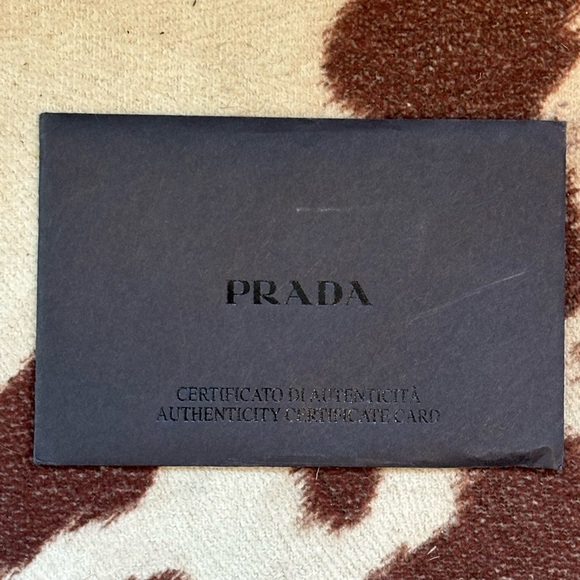 PRADA
CERTIFICATO DI AUTENTICITÀ
AUTHENTICITY CERTIFICATE CARD